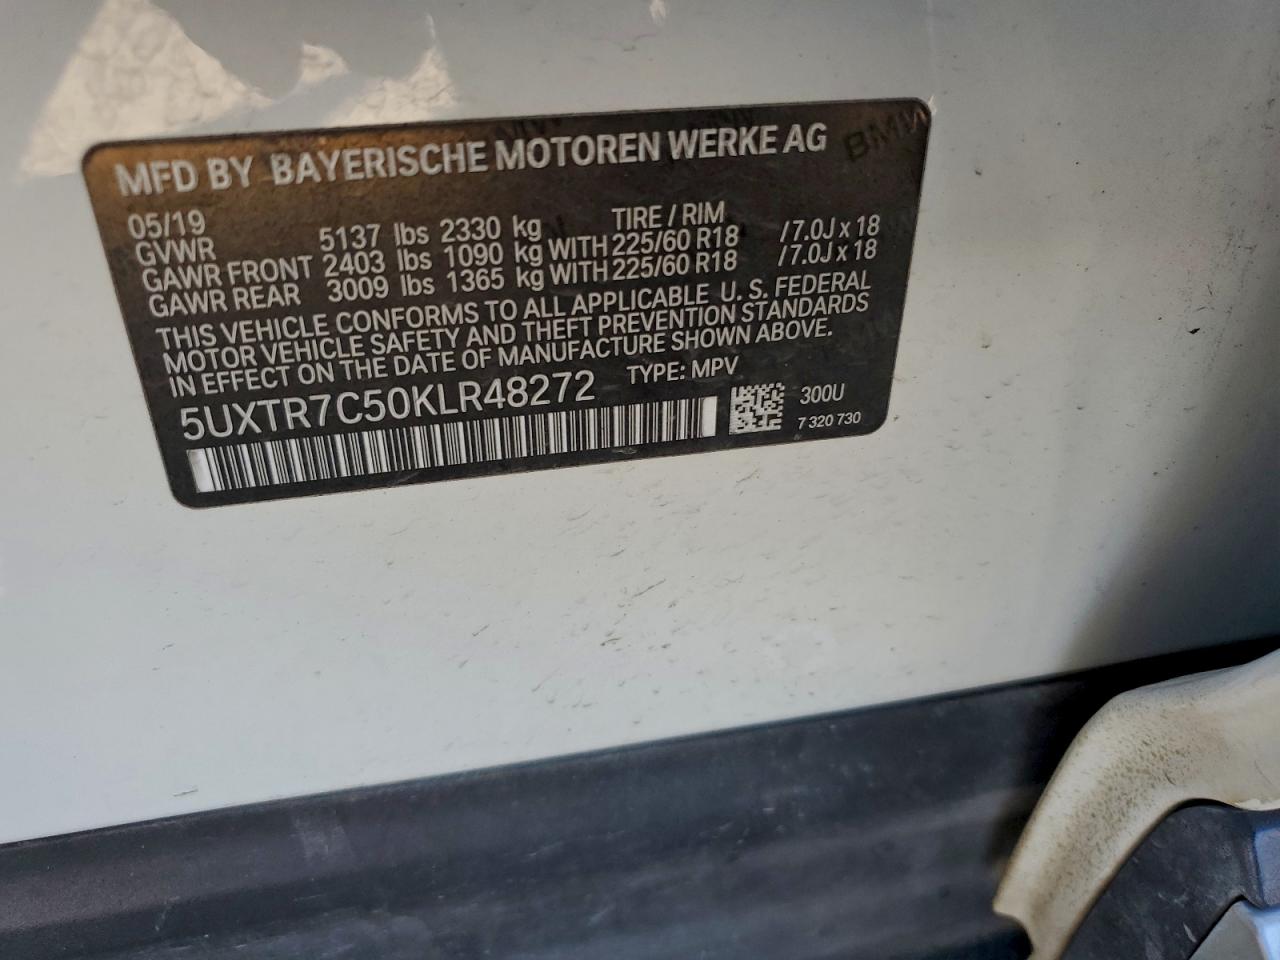 MFD BY BAYERISCHE MOTOREN WERKE AG
BMW
05/19 TIRE / RIM
GVWR 5137 lbs 2330 kg
GAWR FRONT 2403 lbs 1090 kg WITH 225/60 R18 / 7.0J x 18
GAWR REAR 3009 lbs 1365 kg WITH 225/60 R18 / 7.0J x 18
THIS VEHICLE CONFORMS TO ALL APPLICABLE U. S. FEDERAL
MOTOR VEHICLE SAFETY AND THEFT PREVENTION STANDARDS
IN EFFECT ON THE DATE OF MANUFACTURE SHOWN ABOVE.
5UXTR7C50KLR48272 TYPE: MPV
300U
7 320 730